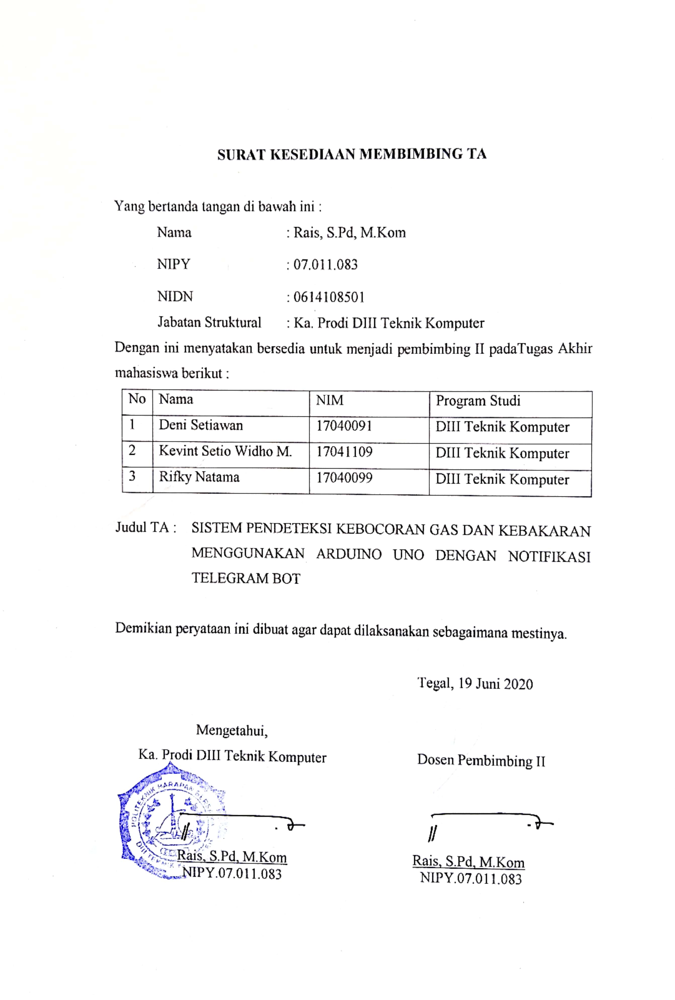 SURAT KESEDIAAN MEMBIMBING TA
Yang bertanda tangan di bawah ini :
Nama : Rais, S.Pd, M.Kom
NIPY : 07.011.083
NIDN : 0614108501
Jabatan Struktural : Ka. Prodi DIII Teknik Komputer
Dengan ini menyatakan bersedia untuk menjadi pembimbing II padaTugas Akhir
mahasiswa berikut :
No Nama NIM Program Studi
1 Deni Setiawan 17040091 DIII Teknik Komputer
2 Kevint Setio Widho M. 17041109 DIII Teknik Komputer
3 Rifky Natama 17040099 DIII Teknik Komputer
Judul TA : SISTEM PENDETEKSI KEBOCORAN GAS DAN KEBAKARAN
MENGGUNAKAN ARDUINO UNO DENGAN NOTIFIKASI
TELEGRAM BOT
Demikian peryataan ini dibuat agar dapat dilaksanakan sebagaimana mestinya.
Tegal, 19 Juni 2020
Mengetahui,
Ka. Prodi DIII Teknik Komputer Dosen Pembimbing II
POLITEKNIK HARAPAN
DIII TEKNIK
Rais, S.Pd, M.Kom Rais, S.Pd, M.Kom
NIPY.07.011.083 NIPY.07.011.083